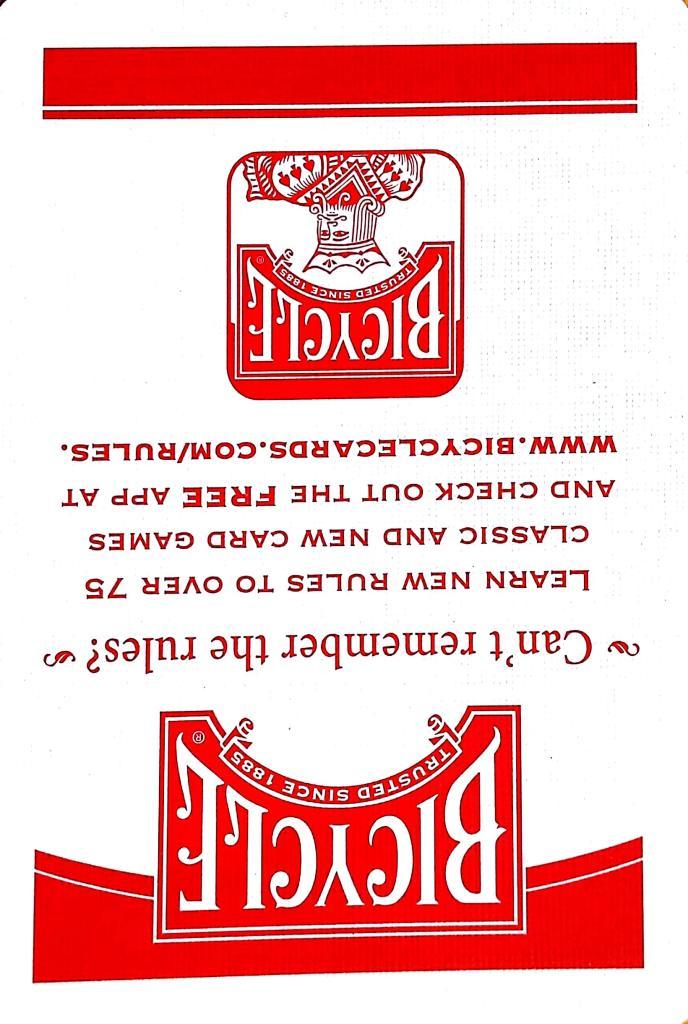 BICYCLE
®
TRUSTED SINCE 1885
Can't remember the rules?
LEARN NEW RULES TO OVER 75
CLASSIC AND NEW CARD GAMES
AND CHECK OUT THE FREE APP AT
WWW.BICYCLECARDS.COM/RULES.
BICYCLE
®
TRUSTED SINCE 1885